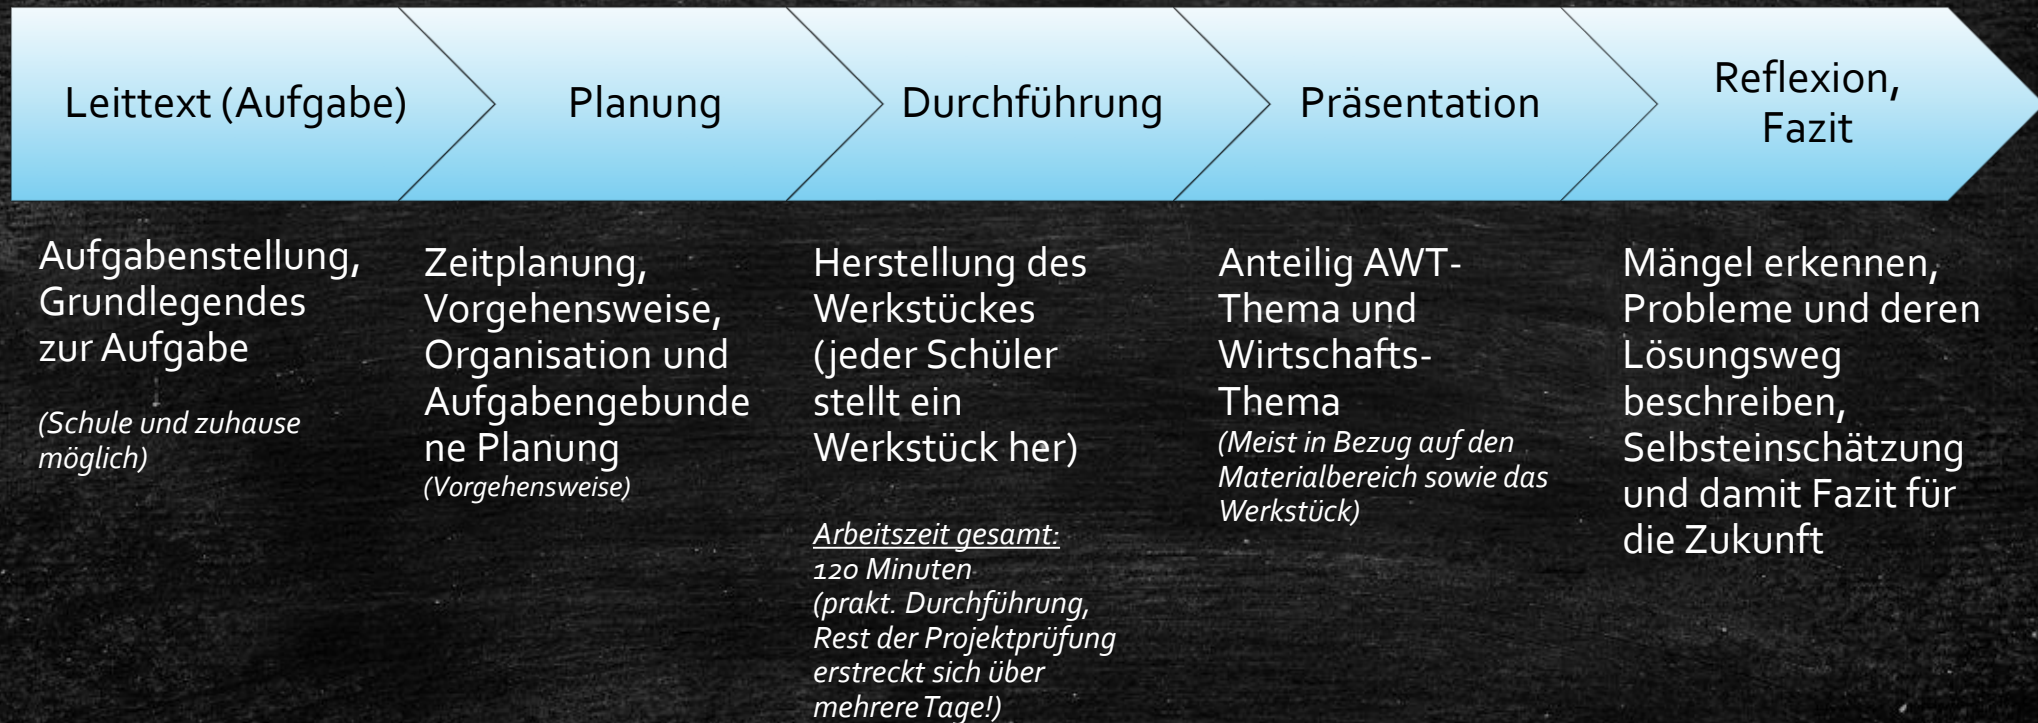 Leittext (Aufgabe)
Planung
Durchführung
Präsentation
Reflexion,
Fazit
Aufgabenstellung,
Grundlegendes
zur Aufgabe
(Schule und zuhause
möglich)
Zeitplanung,
Vorgehensweise,
Organisation und
Aufgabengebunde
ne Planung
(Vorgehensweise)
Herstellung des
Werkstückes
(jeder Schüler
stellt ein
Werkstück her)
Arbeitszeit gesamt:
120 Minuten
(prakt. Durchführung,
Rest der Projektprüfung
erstreckt sich über
mehrere Tage!)
Anteilig AWT-
Thema und
Wirtschafts-
Thema
(Meist in Bezug auf den
Materialbereich sowie das
Werkstück)
Mängel erkennen,
Probleme und deren
Lösungsweg
beschreiben,
Selbsteinschätzung
und damit Fazit für
die Zukunft